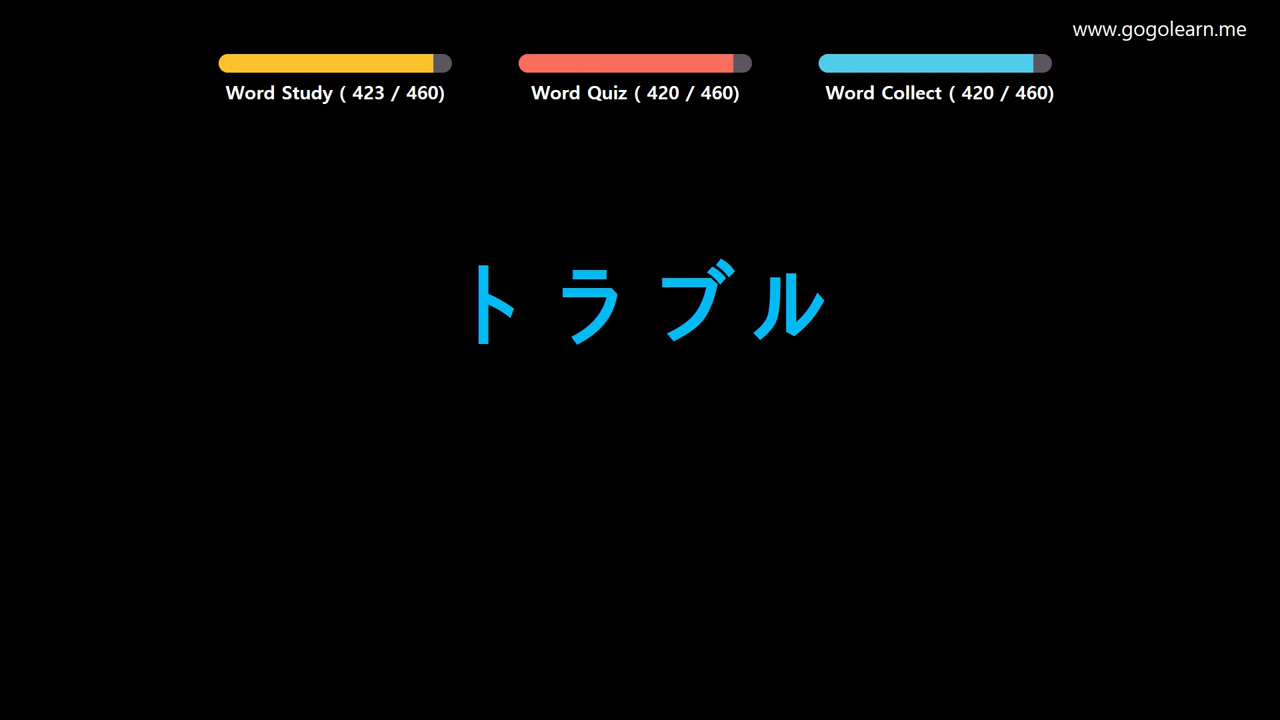 www.gogolearn.me
Word Study ( 423 / 460)
Word Quiz ( 420 / 460)
Word Collect ( 420 / 460)
トラブル